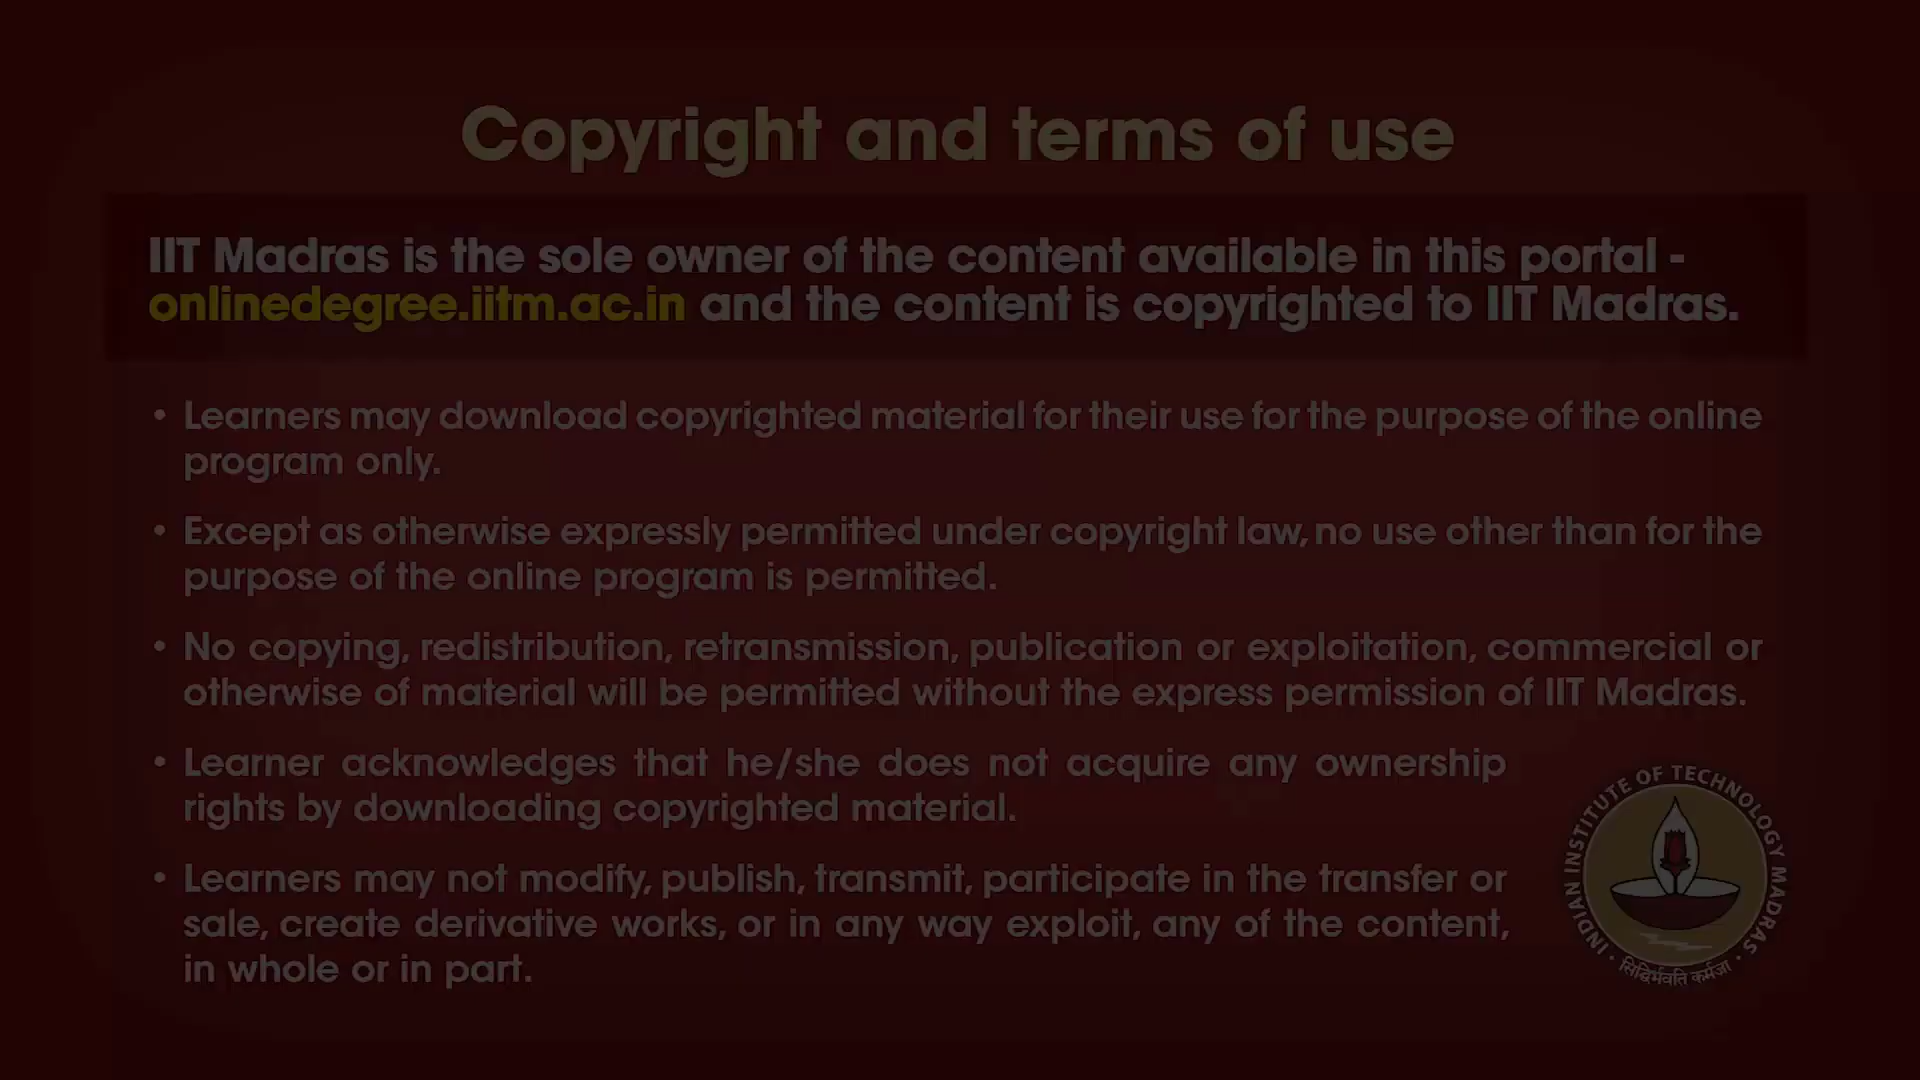 Copyright and terms of use
IIT Madras is the sole owner of the content available in this portal -
onlinedegree.iitm.ac.in and the content is copyrighted to IIT Madras.
• Learners may download copyrighted material for their use for the purpose of the online
program only.
• Except as otherwise expressly permitted under copyright law, no use other than for the
purpose of the online program is permitted.
• No copying, redistribution, retransmission, publication or exploitation, commercial or
otherwise of material will be permitted without the express permission of IIT Madras.
• Learner acknowledges that he/she does not acquire any ownership
rights by downloading copyrighted material.
• Learners may not modify, publish, transmit, participate in the transfer or
sale, create derivative works, or in any way exploit, any of the content,
in whole or in part.
INDIAN INSTITUTE OF TECHNOLOGY MADRAS
सिद्धिर्भवति कर्मजा